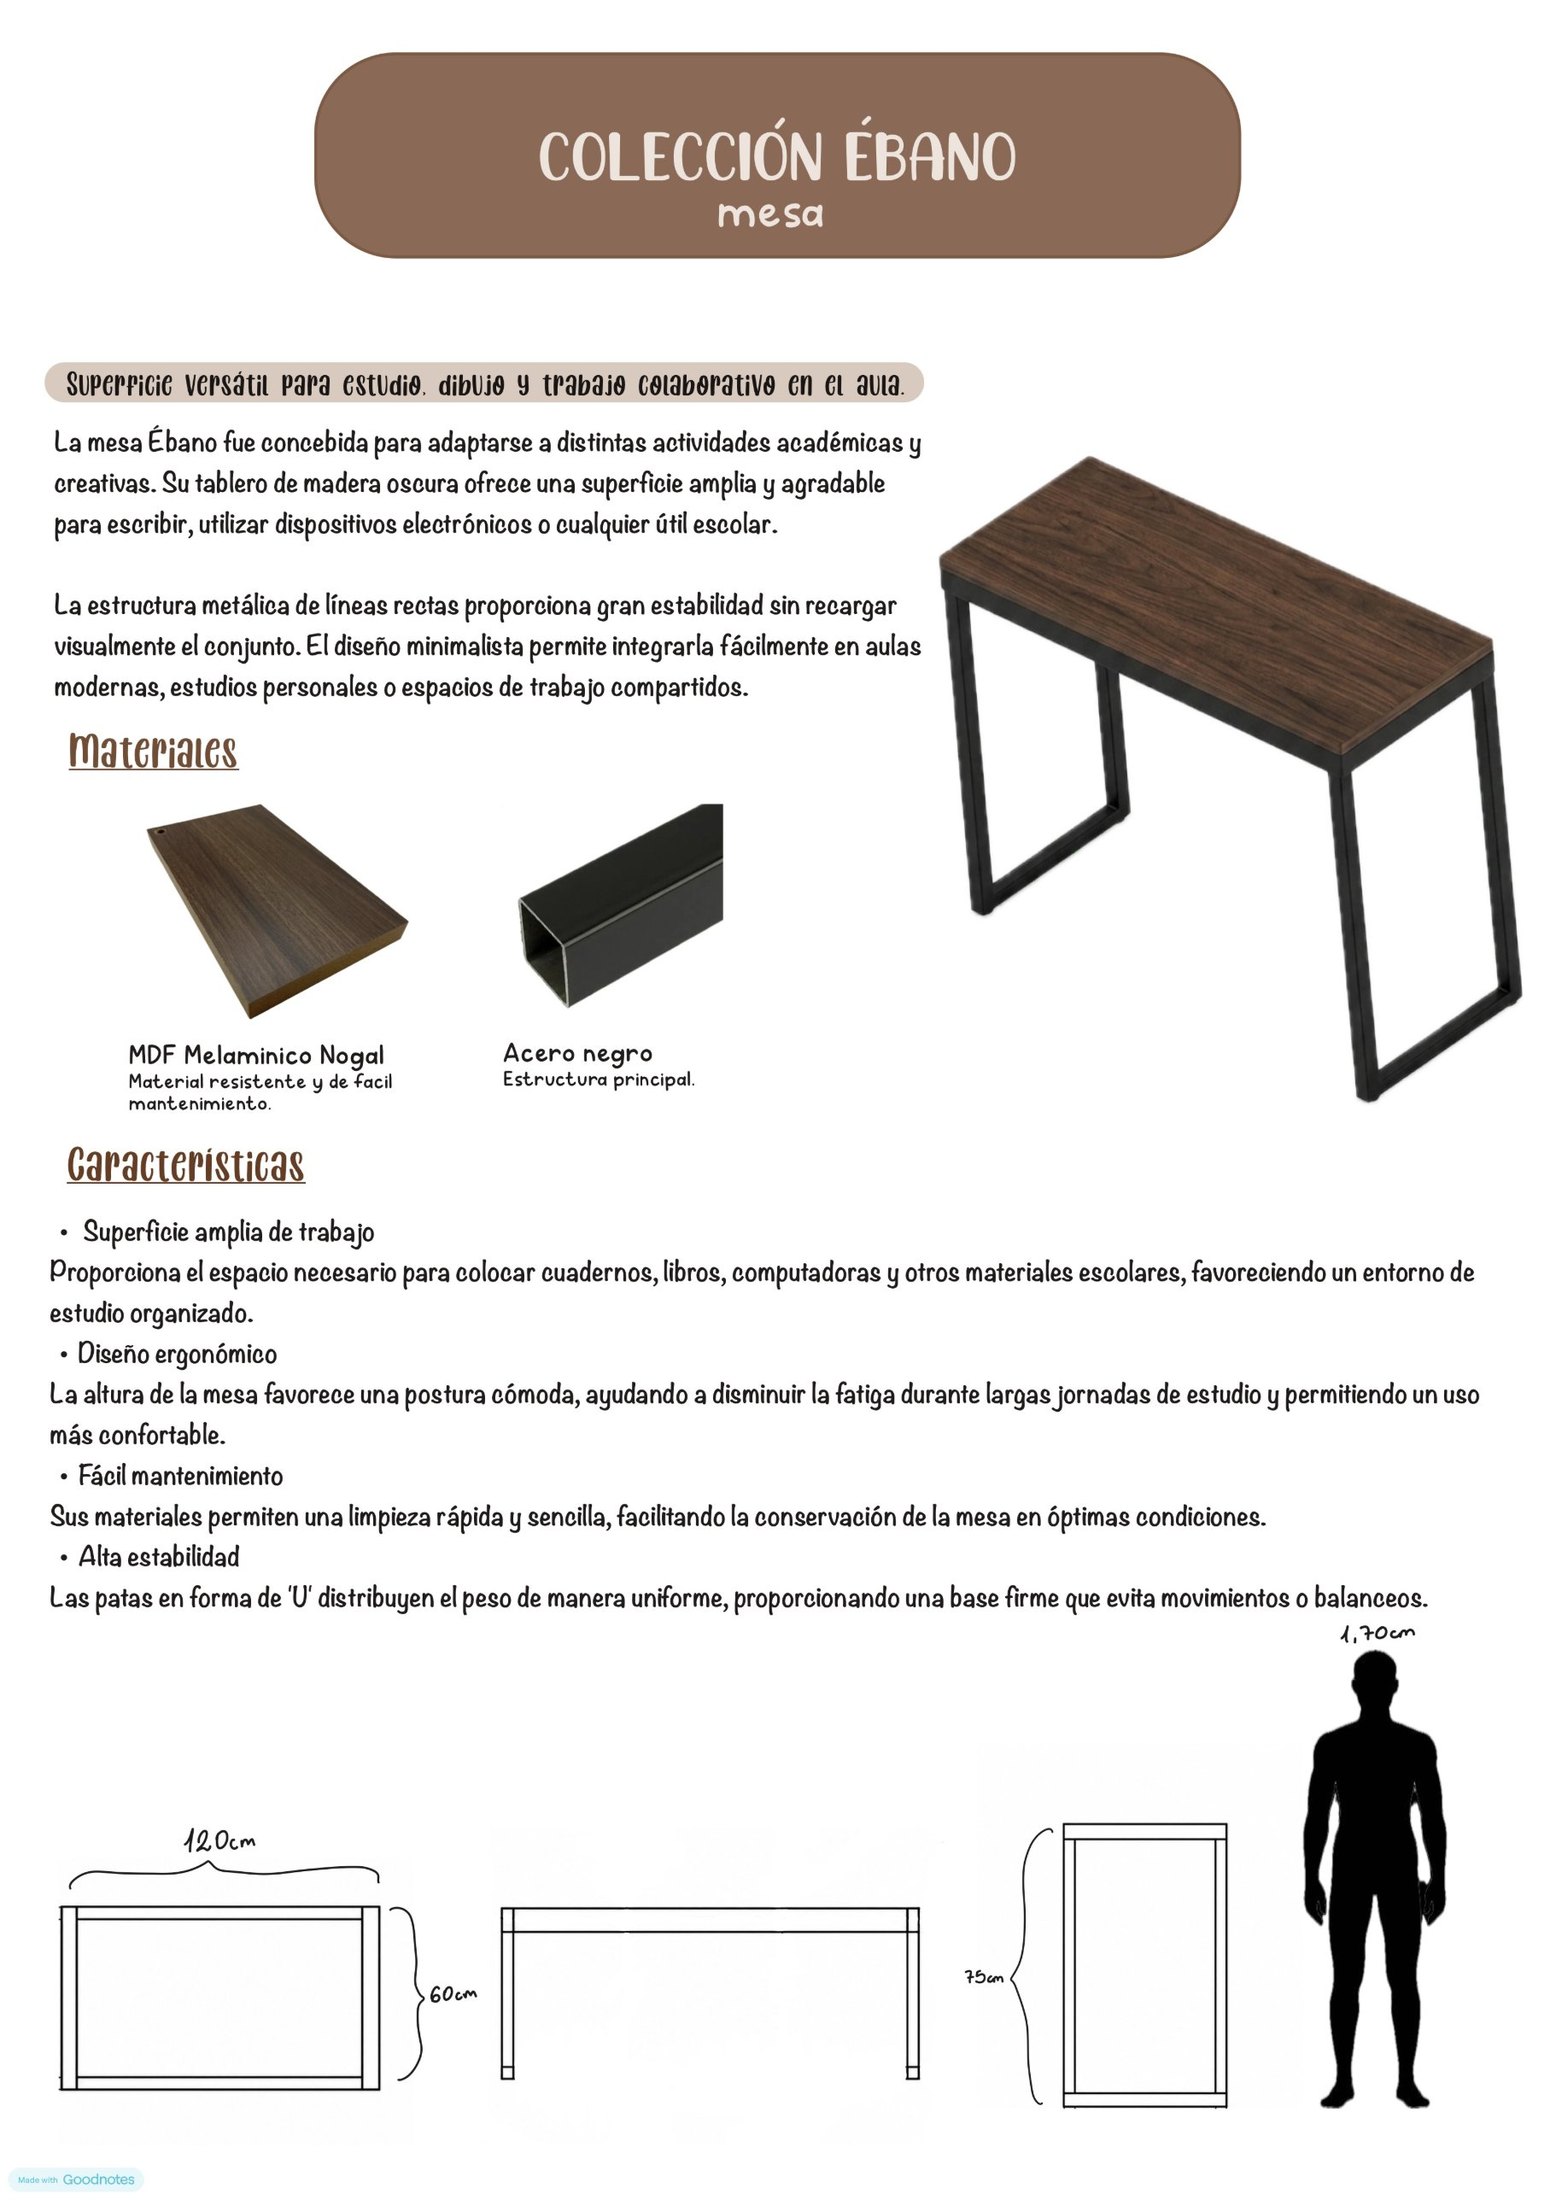 COLECCIÓN ÉBANO
mesa
Superficie versátil para estudio, dibujo y trabajo colaborativo en el aula.
La mesa Ébano fue concebida para adaptarse a distintas actividades académicas y
creativas. Su tablero de madera oscura ofrece una superficie amplia y agradable
para escribir, utilizar dispositivos electrónicos o cualquier útil escolar.
La estructura metálica de líneas rectas proporciona gran estabilidad sin recargar
visualmente el conjunto. El diseño minimalista permite integrarla fácilmente en aulas
modernas, estudios personales o espacios de trabajo compartidos.
Materiales
MDF Melaminico Nogal
Material resistente y de facil
mantenimiento.
Acero negro
Estructura principal.
Características
• Superficie amplia de trabajo
Proporciona el espacio necesario para colocar cuadernos, libros, computadoras y otros materiales escolares, favoreciendo un entorno de
estudio organizado.
• Diseño ergonómico
La altura de la mesa favorece una postura cómoda, ayudando a disminuir la fatiga durante largas jornadas de estudio y permitiendo un uso
más confortable.
• Fácil mantenimiento
Sus materiales permiten una limpieza rápida y sencilla, facilitando la conservación de la mesa en óptimas condiciones.
• Alta estabilidad
Las patas en forma de 'U' distribuyen el peso de manera uniforme, proporcionando una base firme que evita movimientos o balanceos.
1,70cm
120cm
60cm
75cm
Made with Goodnotes